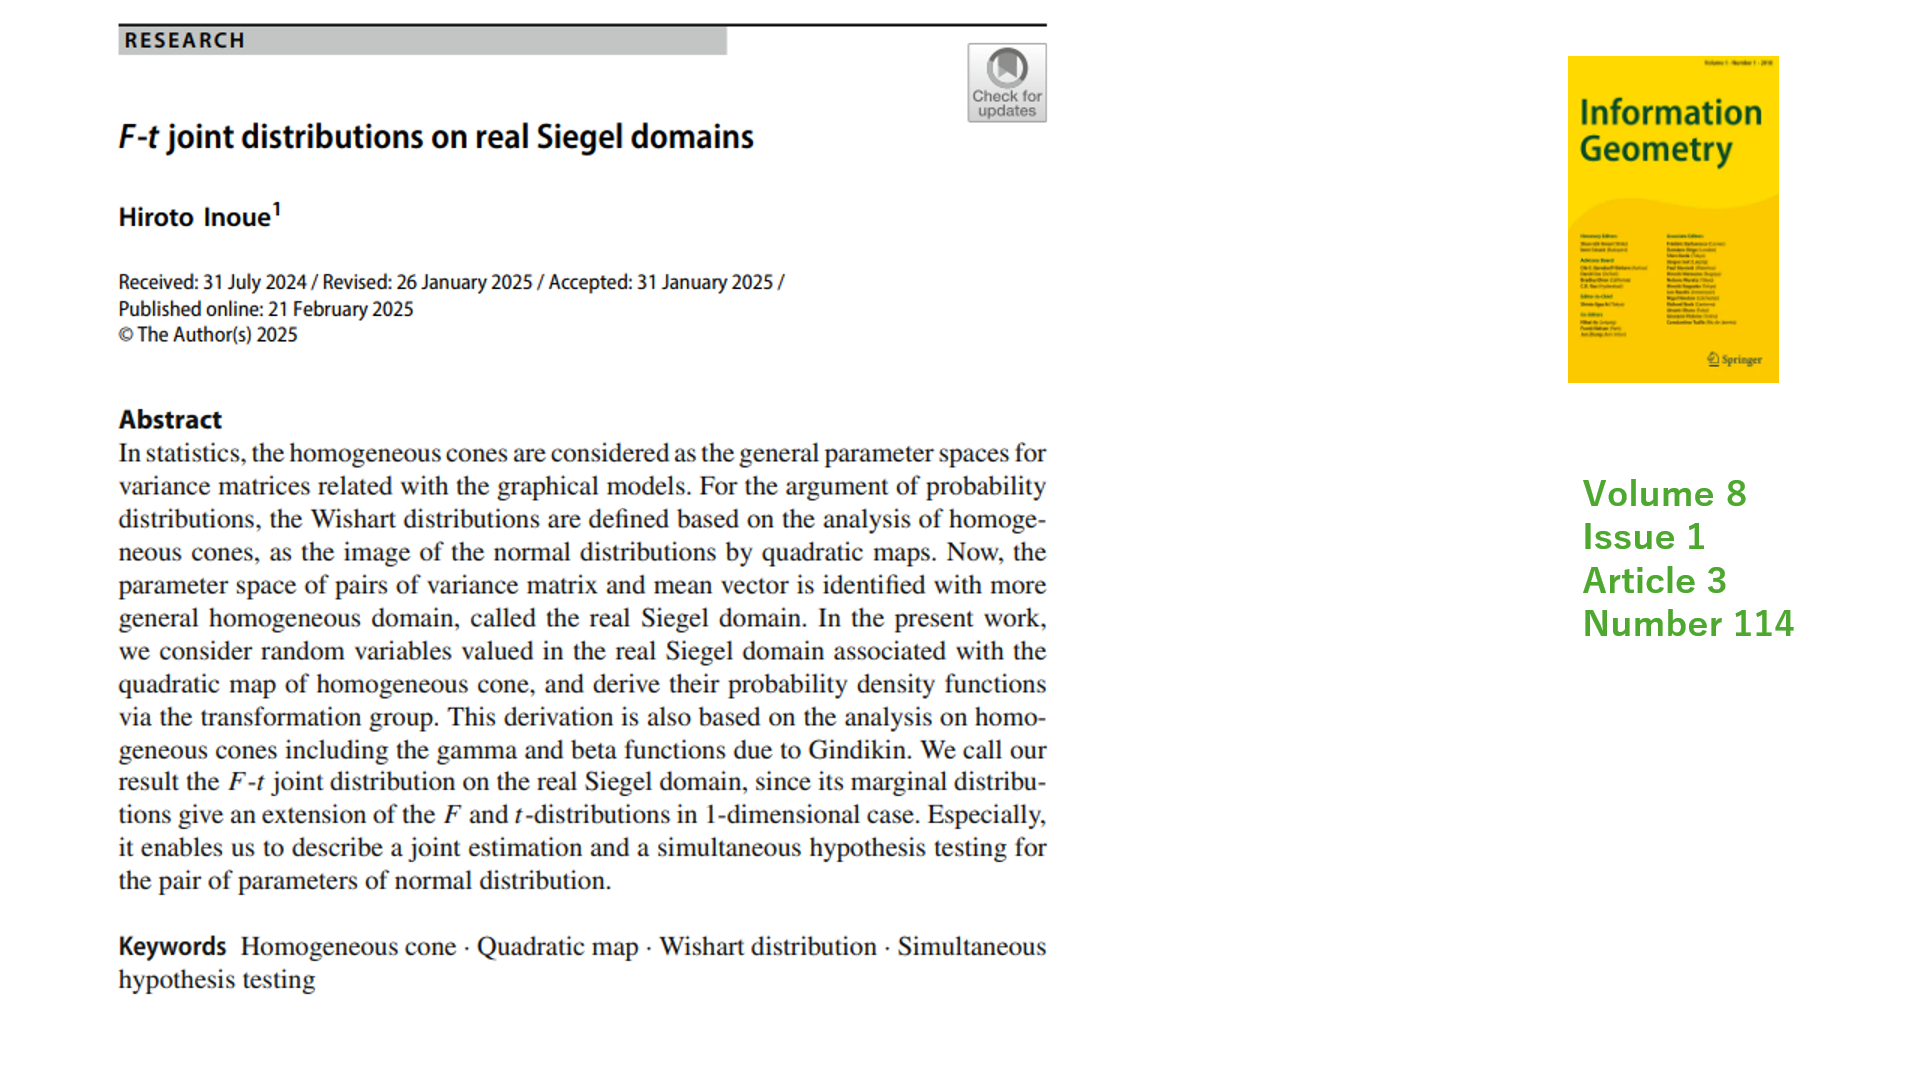 RESEARCH
Check for
updates
F-t joint distributions on real Siegel domains
Hiroto Inoue1
Received: 31 July 2024 / Revised: 26 January 2025 / Accepted: 31 January 2025 /
Published online: 21 February 2025
© The Author(s) 2025
Abstract
In statistics, the homogeneous cones are considered as the general parameter spaces for
variance matrices related with the graphical models. For the argument of probability
distributions, the Wishart distributions are defined based on the analysis of homoge-
neous cones, as the image of the normal distributions by quadratic maps. Now, the
parameter space of pairs of variance matrix and mean vector is identified with more
general homogeneous domain, called the real Siegel domain. In the present work,
we consider random variables valued in the real Siegel domain associated with the
quadratic map of homogeneous cone, and derive their probability density functions
via the transformation group. This derivation is also based on the analysis on homo-
geneous cones including the gamma and beta functions due to Gindikin. We call our
result the F-t joint distribution on the real Siegel domain, since its marginal distribu-
tions give an extension of the F and t-distributions in 1-dimensional case. Especially,
it enables us to describe a joint estimation and a simultaneous hypothesis testing for
the pair of parameters of normal distribution.
Keywords Homogeneous cone · Quadratic map · Wishart distribution · Simultaneous
hypothesis testing
Volume 1 · Number 1 · 2018
Information
Geometry
Springer
Volume 8
Issue 1
Article 3
Number 114